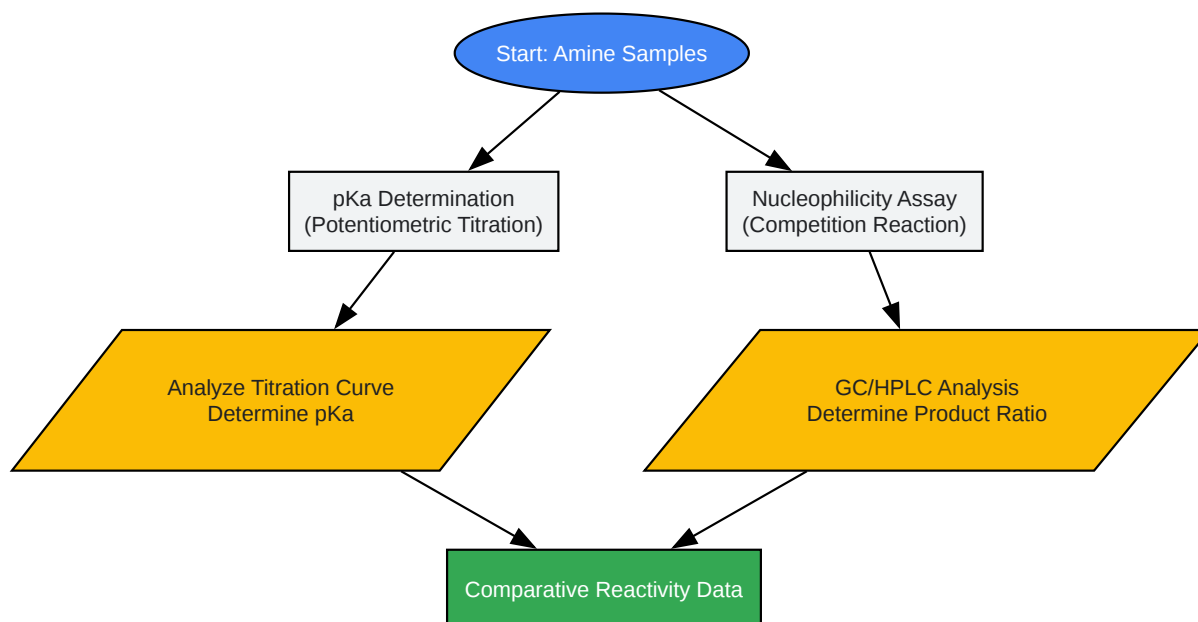 Start: Amine Samples
pKa Determination
(Potentiometric Titration)
Nucleophilicity Assay
(Competition Reaction)
Analyze Titration Curve
Determine pKa
GC/HPLC Analysis
Determine Product Ratio
Comparative Reactivity Data